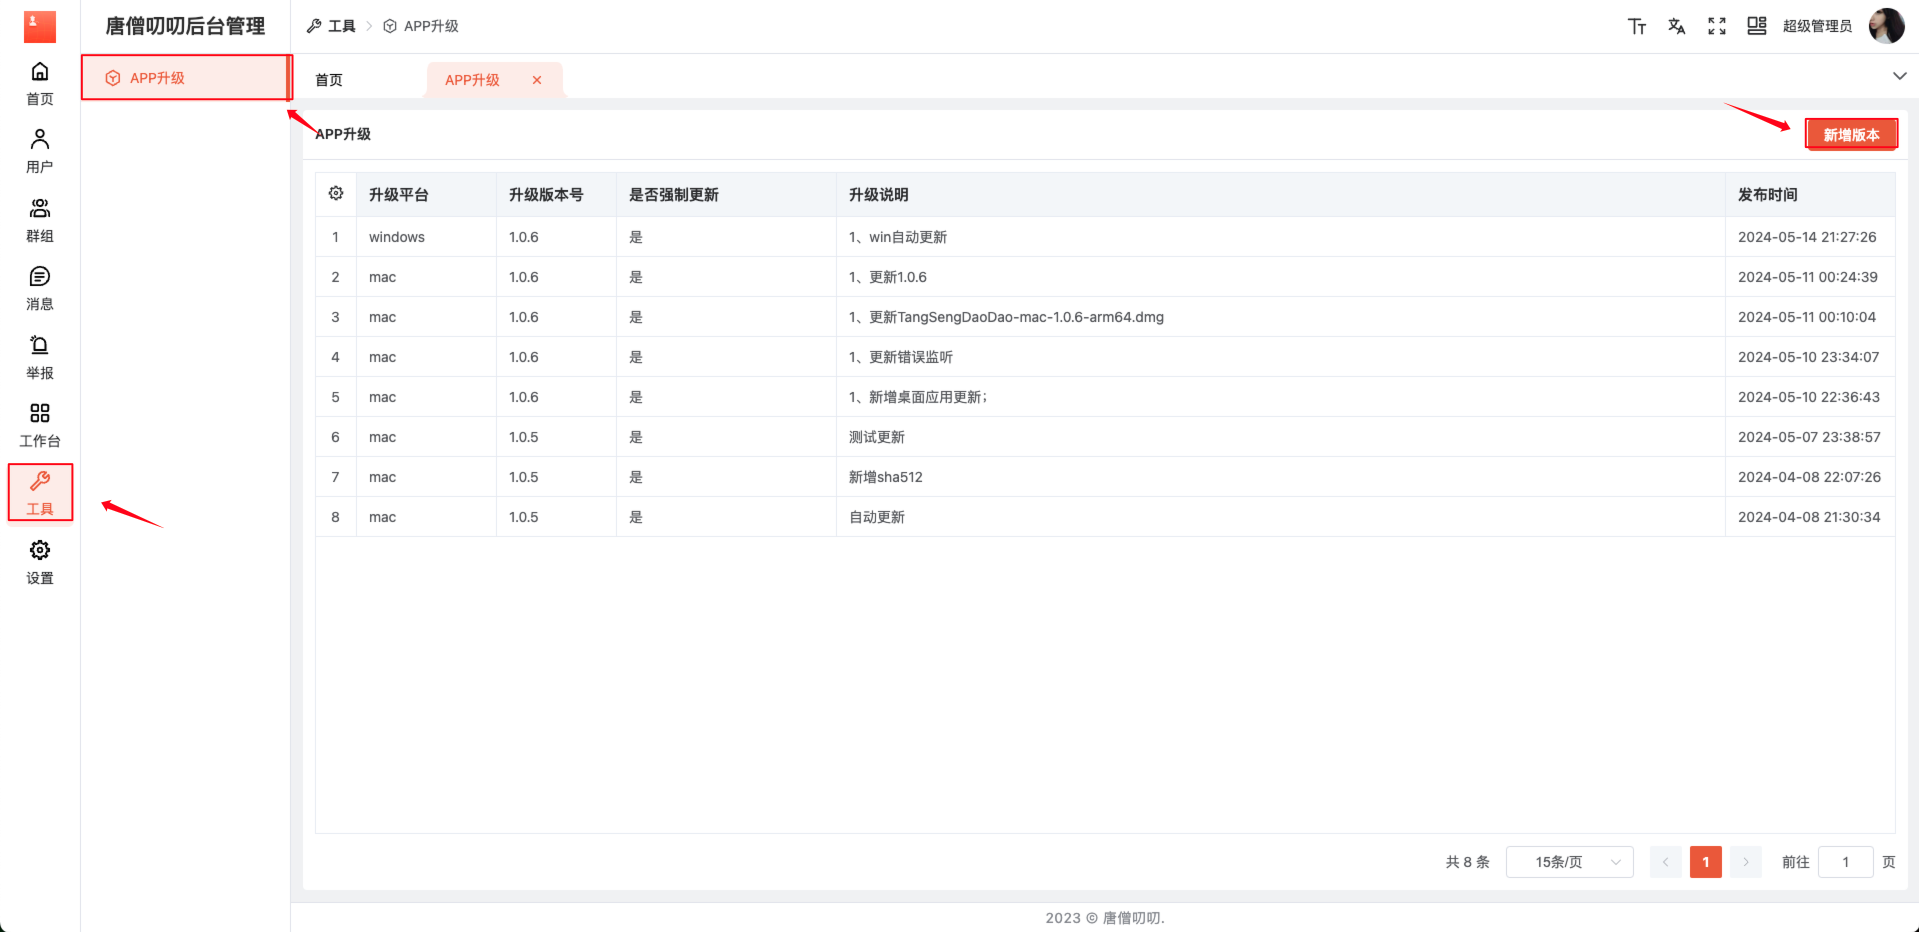 唐僧叨叨后台管理
工具
APP升级
超级管理员
首页
用户
群组
消息
举报
工作台
工具
设置
APP升级
首页
APP升级
APP升级
新增版本
升级平台 升级版本号 是否强制更新 升级说明 发布时间
1 windows 1.0.6 是 1、win自动更新 2024-05-14 21:27:26
2 mac 1.0.6 是 1、更新1.0.6 2024-05-11 00:24:39
3 mac 1.0.6 是 1、更新TangSengDaoDao-mac-1.0.6-arm64.dmg 2024-05-11 00:10:04
4 mac 1.0.6 是 1、更新错误监听 2024-05-10 23:34:07
5 mac 1.0.6 是 1、新增桌面应用更新； 2024-05-10 22:36:43
6 mac 1.0.5 是 测试更新 2024-05-07 23:38:57
7 mac 1.0.5 是 新增sha512 2024-04-08 22:07:26
8 mac 1.0.5 是 自动更新 2024-04-08 21:30:34
共 8 条 15条/页 1 前往 1 页
2023 © 唐僧叨叨.